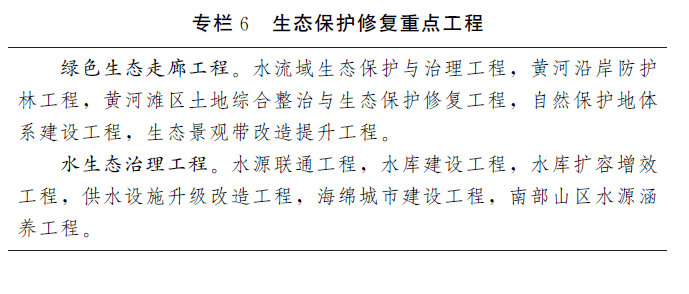 专栏 6 生态保护修复重点工程
绿色生态走廊工程。水流域生态保护与治理工程，黄河沿岸防护
林工程，黄河滩区土地综合整治与生态保护修复工程，自然保护地体
系建设工程，生态景观带改造提升工程。
水生态治理工程。水源联通工程，水库建设工程，水库扩容增效
工程，供水设施升级改造工程，海绵城市建设工程，南部山区水源涵
养工程。